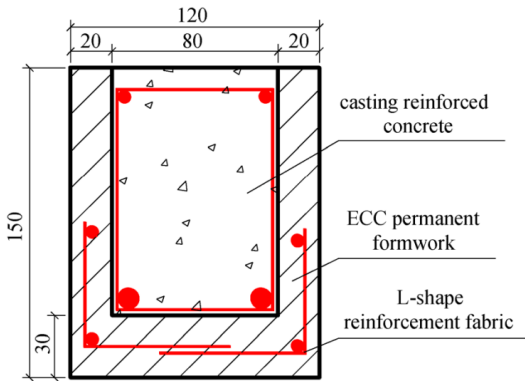 120
20 80 20
casting reinforced
concrete
150
ECC permanent
formwork
L-shape
reinforcement fabric
30